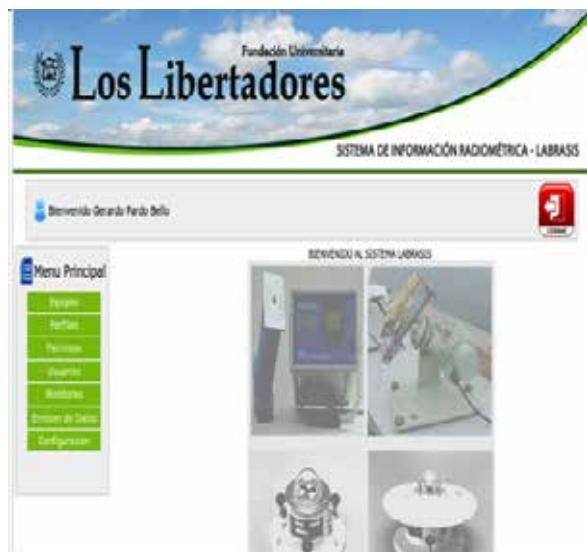 Fundación Universitaria
Los Libertadores
SISTEMA DE INFORMACIÓN RADIOMÉTRICA - LABRASIS
Bienvenido Gerardo Pardo Bello
BIENVENIDO AL SISTEMA LABRASIS
Menu Principal
Equipos
Perfiles
Permisos
Usuarios
Monitoreo
Emision de Datos
Configuracion